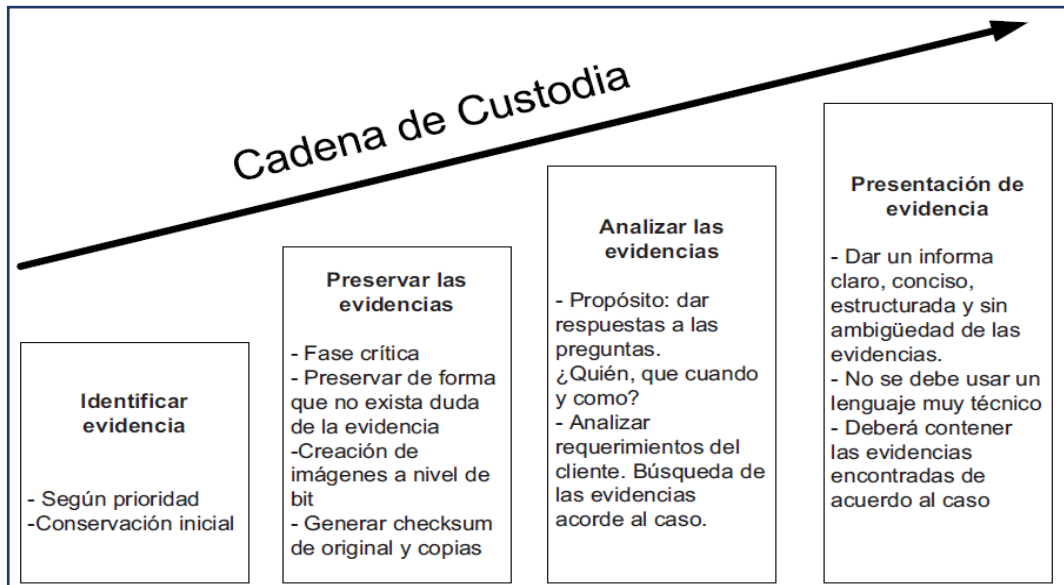 Cadena de Custodia
Identificar
evidencia
- Según prioridad
-Conservación inicial
Preservar las
evidencias
- Fase crítica
- Preservar de forma
que no exista duda
de la evidencia
-Creación de
imágenes a nivel de
bit
- Generar checksum
de original y copias
Analizar las
evidencias
- Propósito: dar
respuestas a las
preguntas.
¿Quién, que cuando
y como?
- Analizar
requerimientos del
cliente. Búsqueda de
las evidencias
acorde al caso.
Presentación de
evidencia
- Dar un informa
claro, conciso,
estructurada y sin
ambigüedad de las
evidencias.
- No se debe usar un
lenguaje muy técnico
- Deberá contener
las evidencias
encontradas de
acuerdo al caso